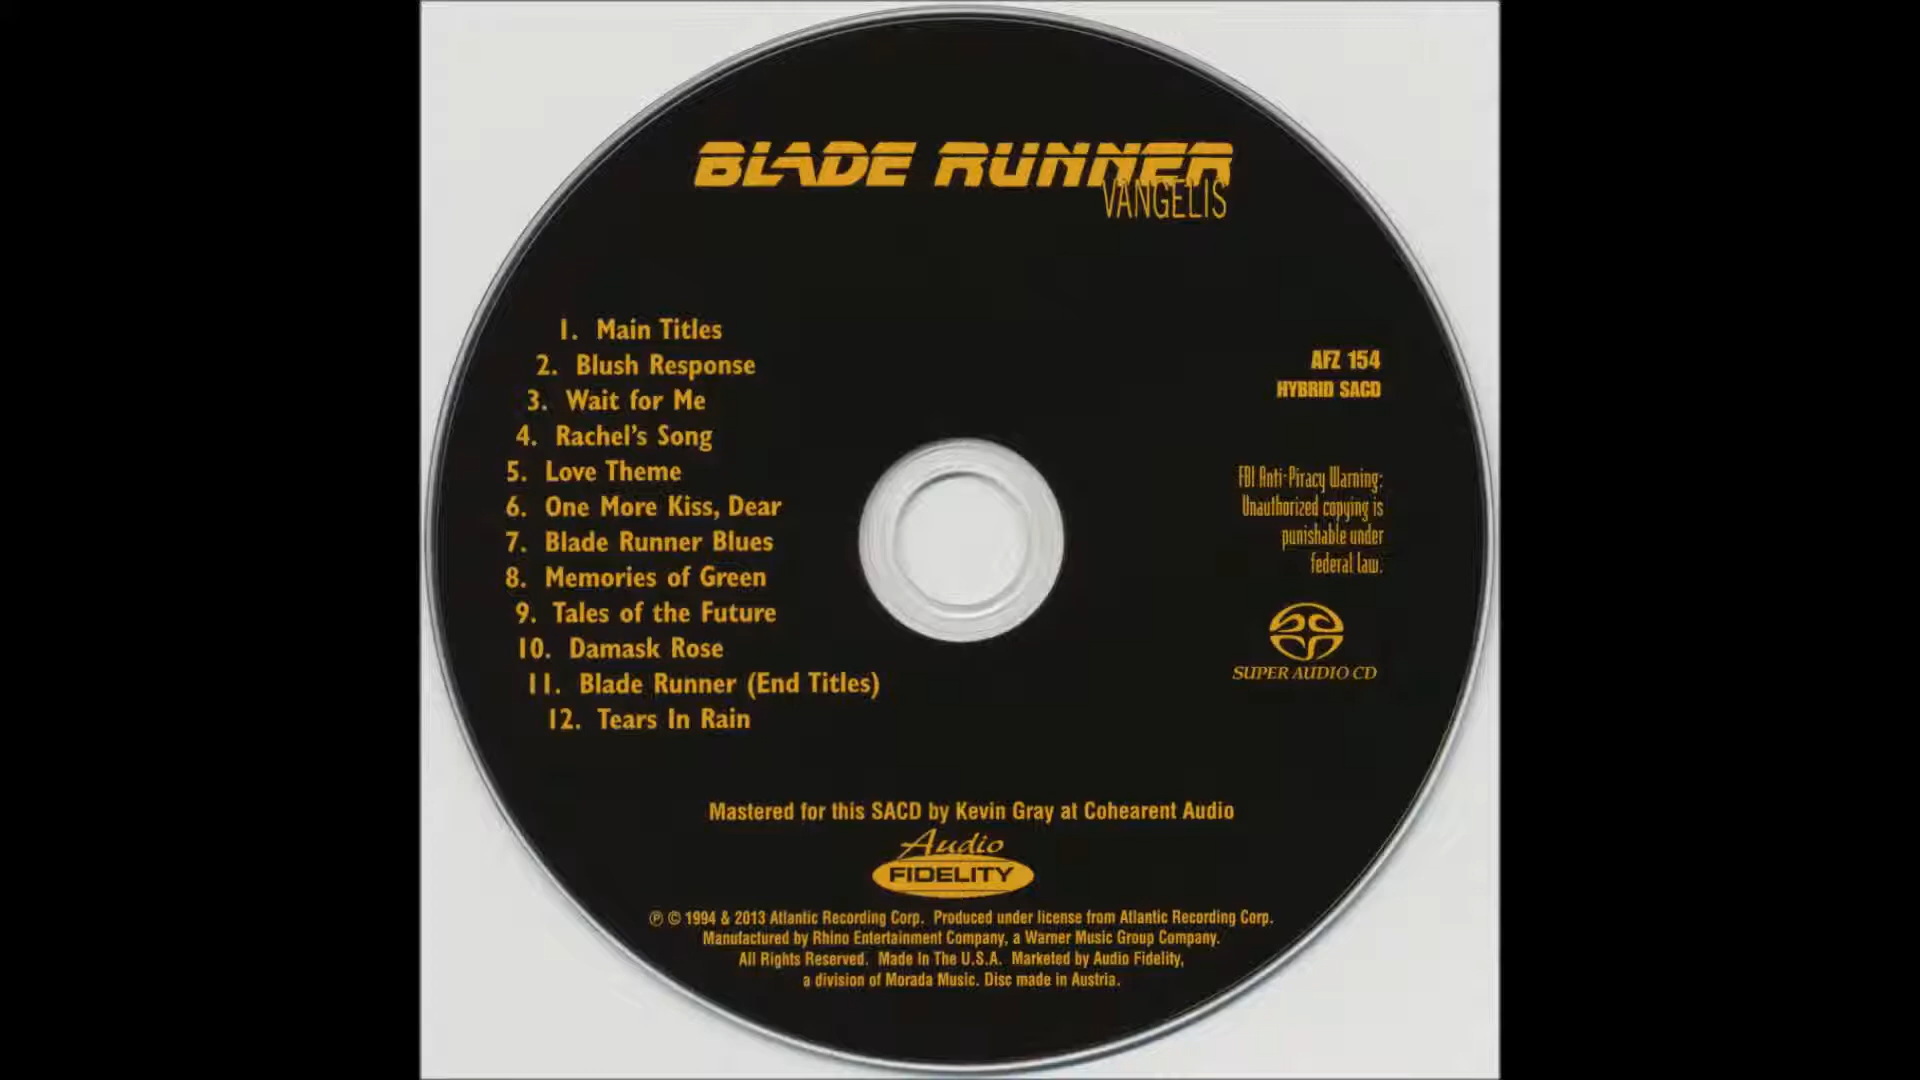 BLADE RUNNER
VANGELIS
1. Main Titles
2. Blush Response
3. Wait for Me
4. Rachel's Song
5. Love Theme
6. One More Kiss, Dear
7. Blade Runner Blues
8. Memories of Green
9. Tales of the Future
10. Damask Rose
11. Blade Runner (End Titles)
12. Tears In Rain
AFZ 154
HYBRID SACD
FBI Anti-Piracy Warning:
Unauthorized copying is
punishable under
federal law.
SUPER AUDIO CD
Mastered for this SACD by Kevin Gray at Cohearent Audio
Audio
FIDELITY
℗ © 1994 & 2013 Atlantic Recording Corp. Produced under license from Atlantic Recording Corp.
Manufactured by Rhino Entertainment Company, a Warner Music Group Company.
All Rights Reserved. Made In The U.S.A. Marketed by Audio Fidelity,
a division of Morada Music. Disc made in Austria.